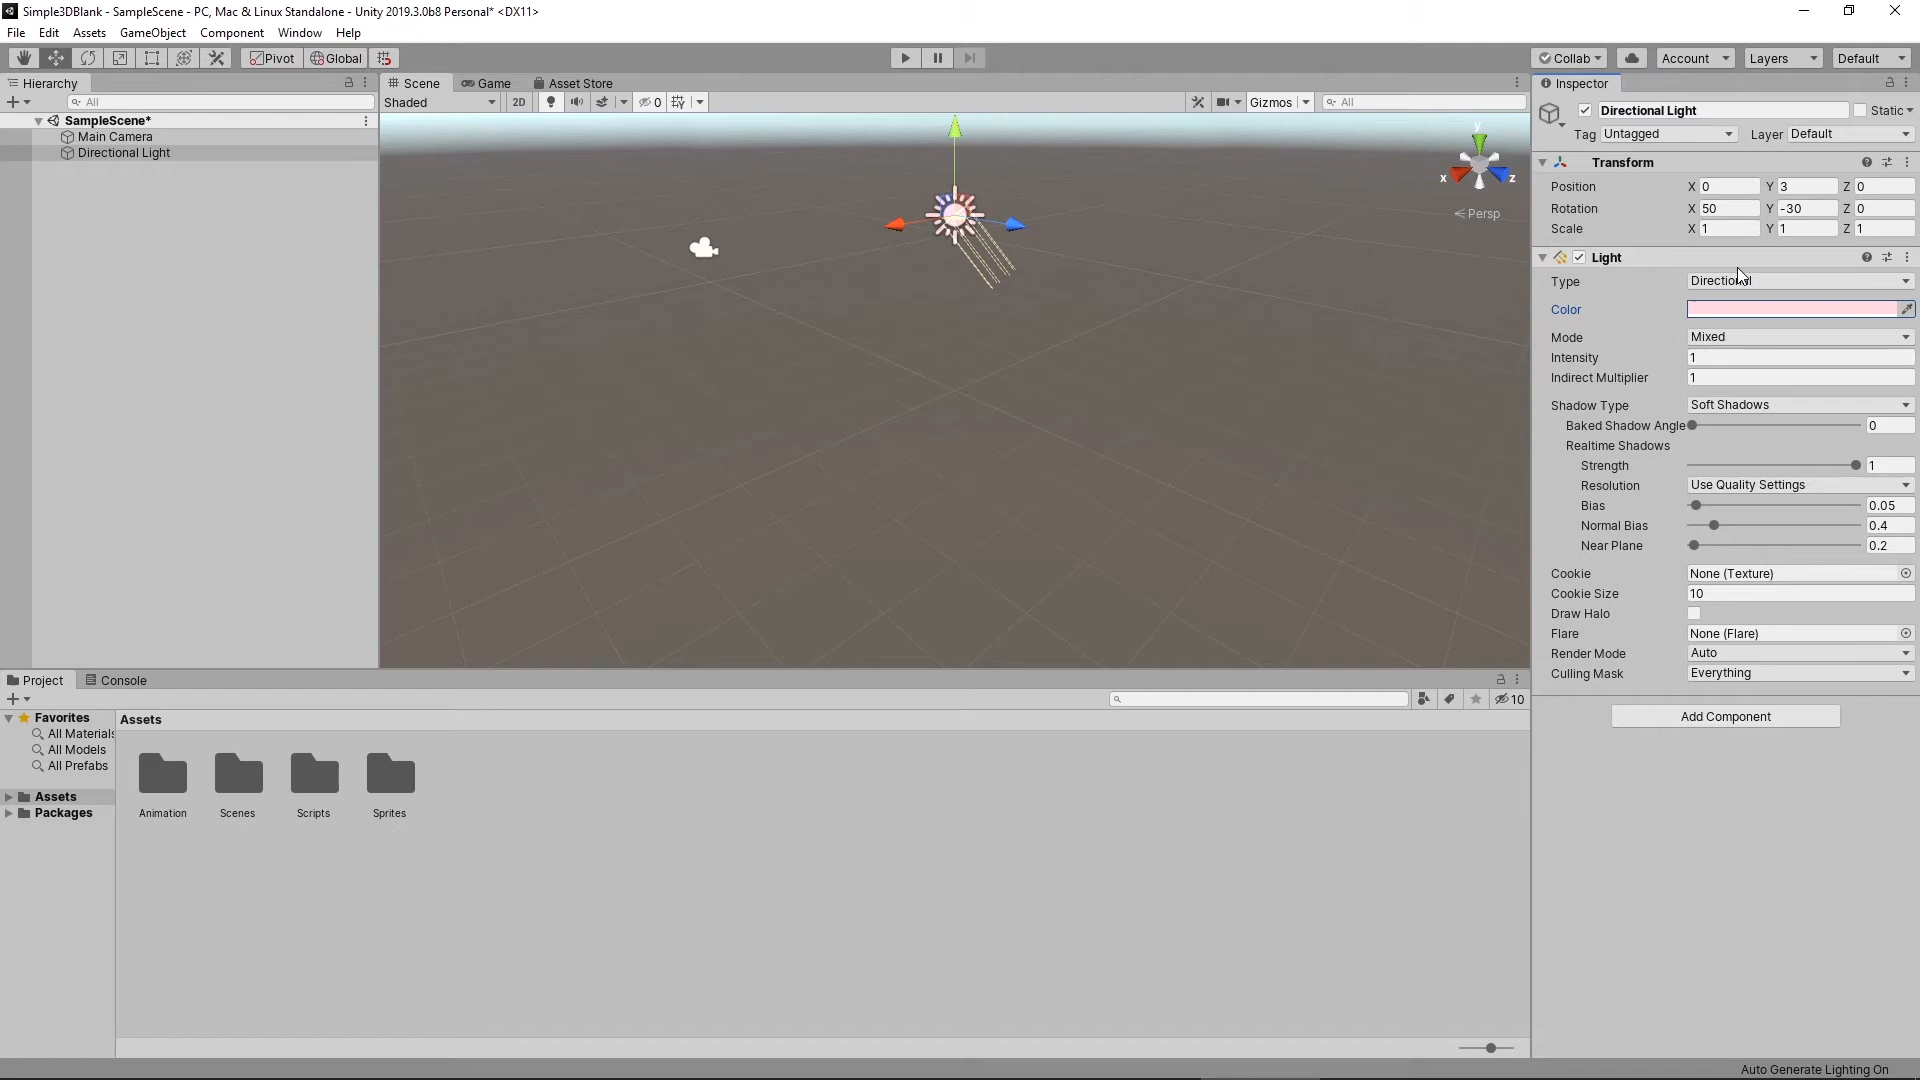 Simple3DBlank - SampleScene - PC, Mac & Linux Standalone - Unity 2019.3.0b8 Personal* <DX11>
File Edit Assets GameObject Component Window Help
Pivot Global Collab Account Layers Default
Hierarchy
All
SampleScene*
Main Camera
Directional Light
Scene Game Asset Store
Shaded 2D 0 Gizmos All
y
x z
Persp
Inspector
Directional Light Static
Tag Untagged Layer Default
Transform
Position X 0 Y 3 Z 0
Rotation X 50 Y -30 Z 0
Scale X 1 Y 1 Z 1
Light
Type Directional
Color
Mode Mixed
Intensity 1
Indirect Multiplier 1
Shadow Type Soft Shadows
Baked Shadow Angle 0
Realtime Shadows
Strength 1
Resolution Use Quality Settings
Bias 0.05
Normal Bias 0.4
Near Plane 0.2
Cookie None (Texture)
Cookie Size 10
Draw Halo
Flare None (Flare)
Render Mode Auto
Culling Mask Everything
Add Component
Project Console
10
Favorites
All Materials
All Models
All Prefabs
Assets
Packages
Assets
Animation Scenes Scripts Sprites
Auto Generate Lighting On